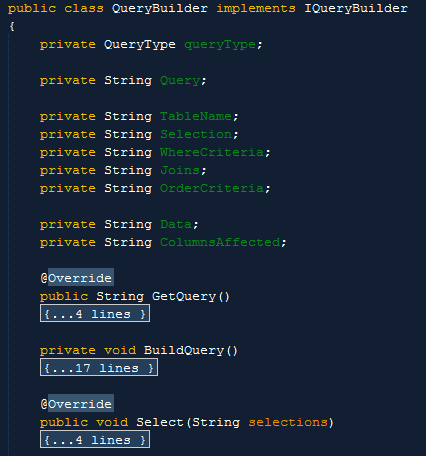 public class QueryBuilder implements IQueryBuilder
{
private QueryType queryType;
private String Query;
private String TableName;
private String Selection;
private String WhereCriteria;
private String Joins;
private String OrderCriteria;
private String Data;
private String ColumnsAffected;
@Override
public String GetQuery()
{...4 lines }
private void BuildQuery()
{...17 lines }
@Override
public void Select(String selections)
{...4 lines }